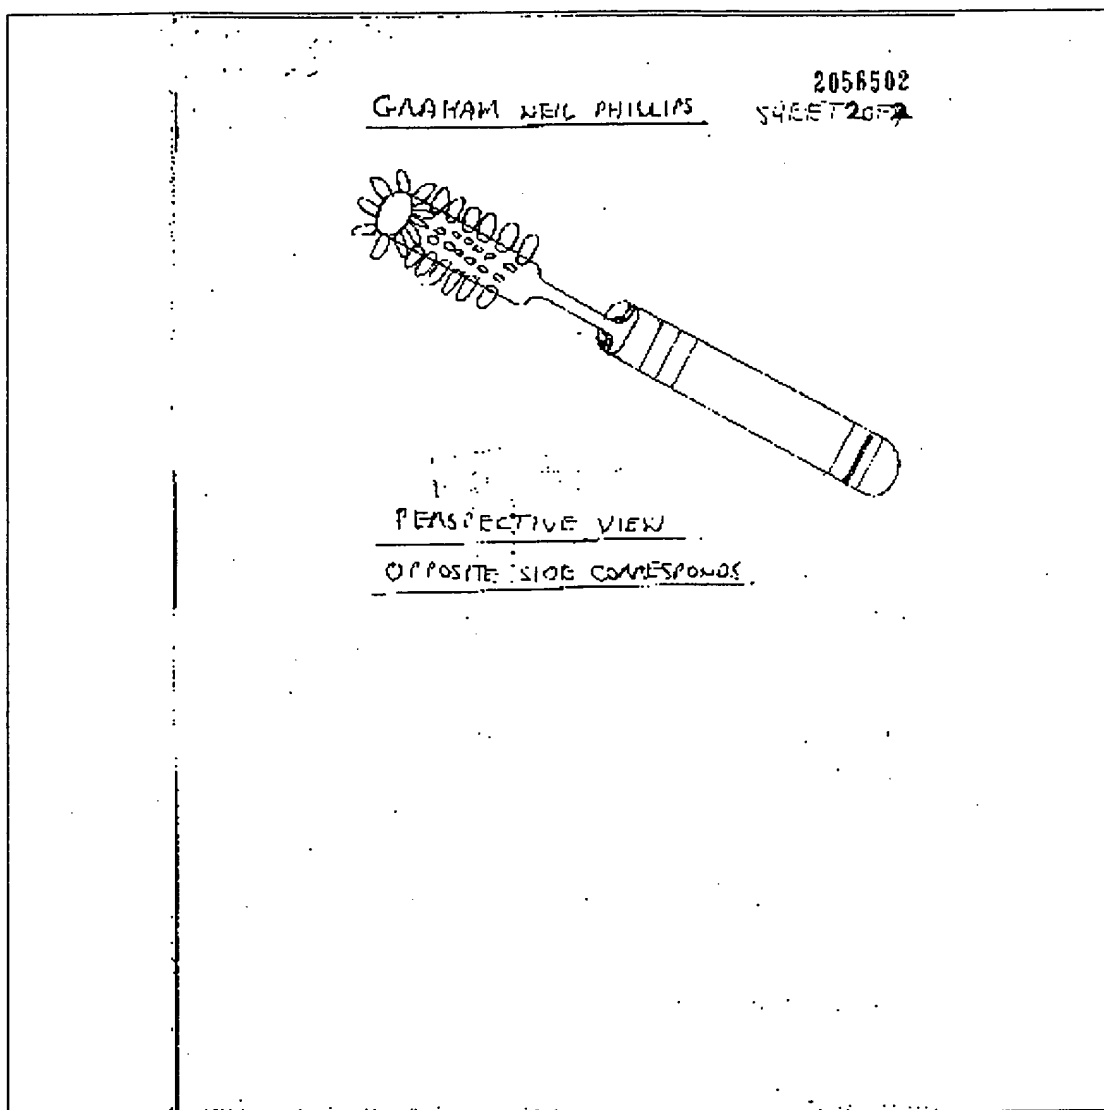 2056502
GRAHAM NEIL PHILLIPS SHEET 2 OF 2
PERSPECTIVE VIEW
OPPOSITE SIDE CORRESPONDS.